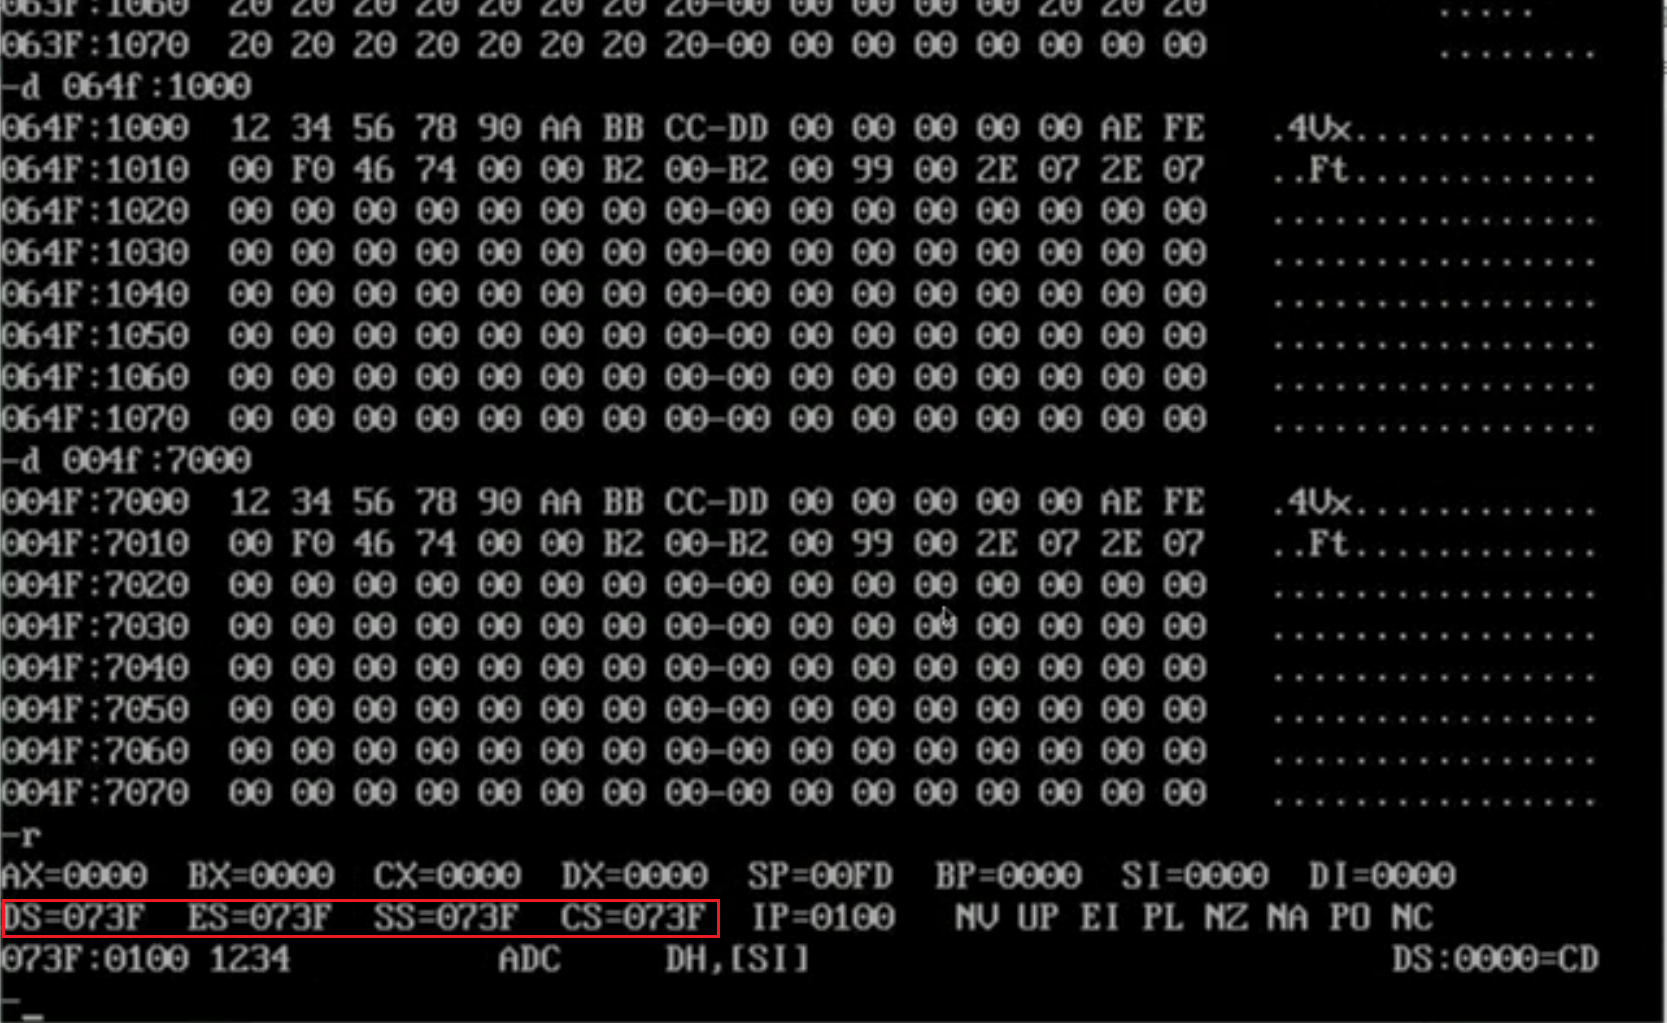 063F:1060  20 20 20 20 20 20 20 20-00 00 00 00 00 20 20 20          .....
063F:1070  20 20 20 20 20 20 20 20-00 00 00 00 00 00 00 00          ........
-d 064f:1000
064F:1000  12 34 56 78 90 AA BB CC-DD 00 00 00 00 00 AE FE   .4Vx............
064F:1010  00 F0 46 74 00 00 B2 00-B2 00 99 00 2E 07 2E 07   ..Ft............
064F:1020  00 00 00 00 00 00 00 00-00 00 00 00 00 00 00 00   ................
064F:1030  00 00 00 00 00 00 00 00-00 00 00 00 00 00 00 00   ................
064F:1040  00 00 00 00 00 00 00 00-00 00 00 00 00 00 00 00   ................
064F:1050  00 00 00 00 00 00 00 00-00 00 00 00 00 00 00 00   ................
064F:1060  00 00 00 00 00 00 00 00-00 00 00 00 00 00 00 00   ................
064F:1070  00 00 00 00 00 00 00 00-00 00 00 00 00 00 00 00   ................
-d 004f:7000
004F:7000  12 34 56 78 90 AA BB CC-DD 00 00 00 00 00 AE FE   .4Vx............
004F:7010  00 F0 46 74 00 00 B2 00-B2 00 99 00 2E 07 2E 07   ..Ft............
004F:7020  00 00 00 00 00 00 00 00-00 00 00 00 00 00 00 00   ................
004F:7030  00 00 00 00 00 00 00 00-00 00 00 00 00 00 00 00   ................
004F:7040  00 00 00 00 00 00 00 00-00 00 00 00 00 00 00 00   ................
004F:7050  00 00 00 00 00 00 00 00-00 00 00 00 00 00 00 00   ................
004F:7060  00 00 00 00 00 00 00 00-00 00 00 00 00 00 00 00   ................
004F:7070  00 00 00 00 00 00 00 00-00 00 00 00 00 00 00 00   ................
-r
AX=0000  BX=0000  CX=0000  DX=0000  SP=00FD  BP=0000  SI=0000  DI=0000
DS=073F  ES=073F  SS=073F  CS=073F  IP=0100   NV UP EI PL NZ NA PO NC
073F:0100 1234          ADC     DH,[SI]                            DS:0000=CD
-_